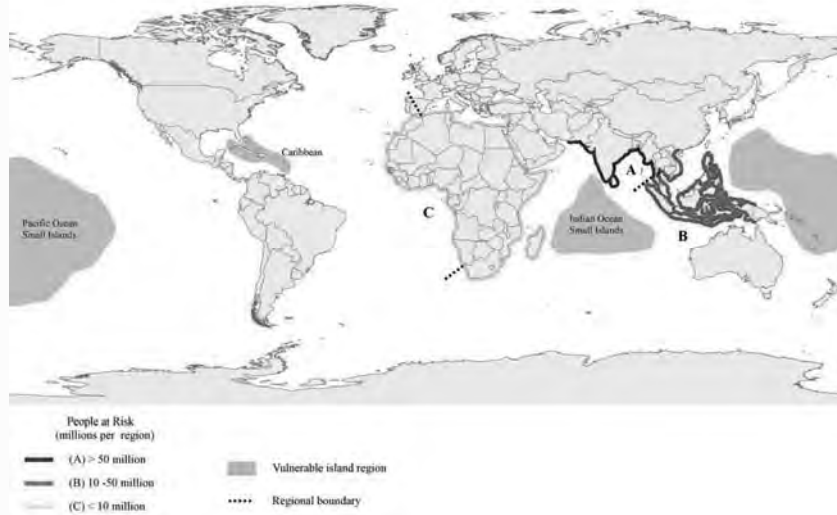 Caribbean
Pacific Ocean
Small Islands
C
A
Indian Ocean
Small Islands
B
People at Risk
(millions per region)
(A) > 50 million
(B) 10 -50 million
(C) < 10 million
Vulnerable island region
Regional boundary